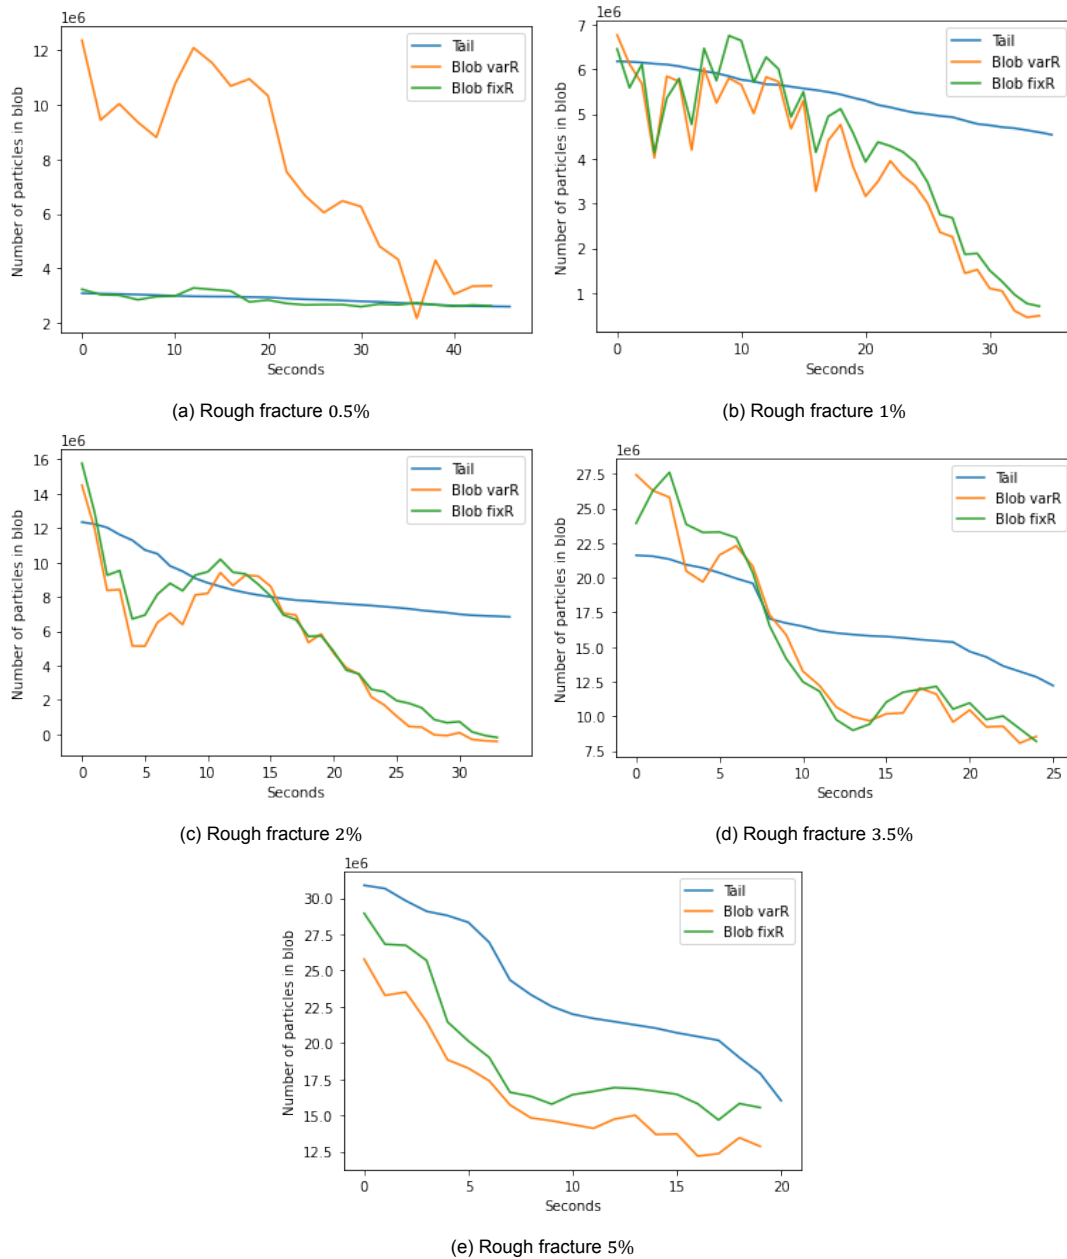 1e6
Number of particles in blob
12
10
8
6
4
2
Tail
Blob varR
Blob fixR
0 10 20 30 40
Seconds
(a) Rough fracture 0.5%
1e6
Number of particles in blob
7
6
5
4
3
2
1
Tail
Blob varR
Blob fixR
0 10 20 30
Seconds
(b) Rough fracture 1%
1e6
Number of particles in blob
16
14
12
10
8
6
4
2
0
Tail
Blob varR
Blob fixR
0 5 10 15 20 25 30
Seconds
(c) Rough fracture 2%
1e6
Number of particles in blob
27.5
25.0
22.5
20.0
17.5
15.0
12.5
10.0
7.5
Tail
Blob varR
Blob fixR
0 5 10 15 20 25
Seconds
(d) Rough fracture 3.5%
1e6
Number of particles in blob
30.0
27.5
25.0
22.5
20.0
17.5
15.0
12.5
Tail
Blob varR
Blob fixR
0 5 10 15 20
Seconds
(e) Rough fracture 5%